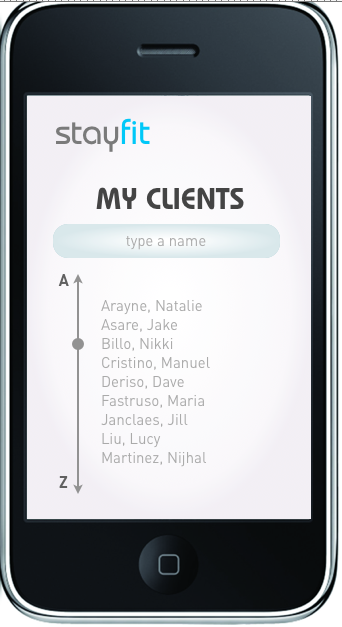 stayfit
MY CLIENTS
type a name
A
Arayne, Natalie
Asare, Jake
Billo, Nikki
Cristino, Manuel
Deriso, Dave
Fastruso, Maria
Janclaes, Jill
Liu, Lucy
Martinez, Nijhal
Z